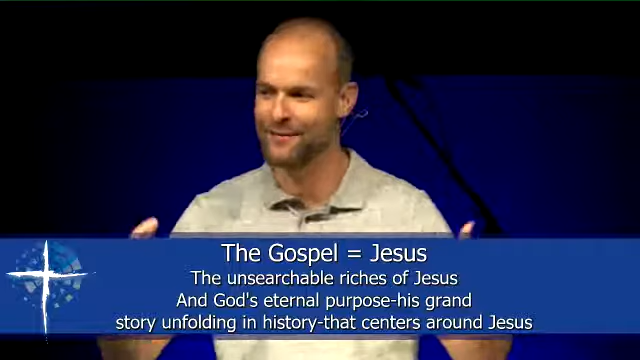 The Gospel = Jesus
The unsearchable riches of Jesus
And God's eternal purpose-his grand
story unfolding in history-that centers around Jesus